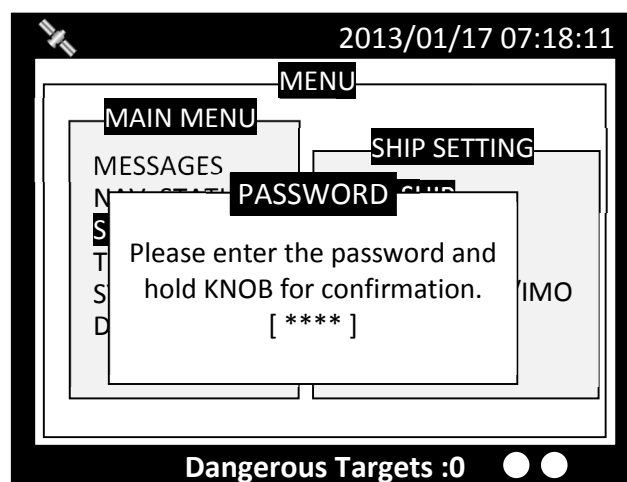 2013/01/17 07:18:11
MENU
MAIN MENU
SHIP SETTING
MESSAGES
PASSWORD
Please enter the password and
hold KNOB for confirmation.
/IMO
[ **** ]
Dangerous Targets :0